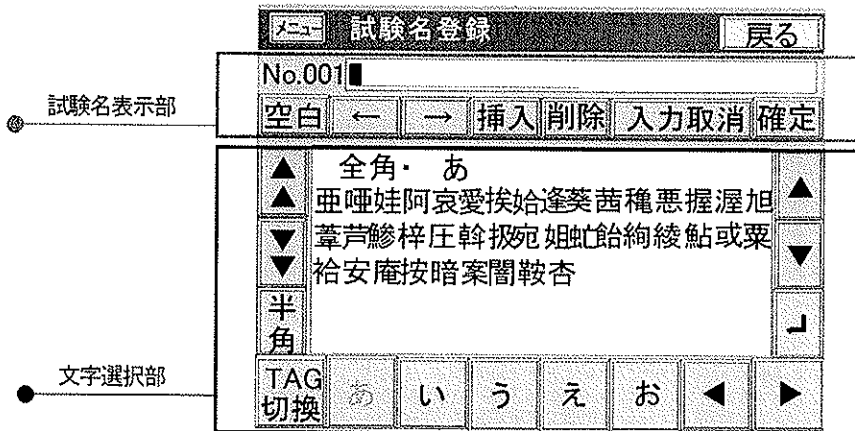 メニュー 試験名登録 戻る
No.001
試験名表示部
空白 ← → 挿入 削除 入力取消 確定
▲▲ 全角・ あ ▲
亜唖娃阿哀愛挨姶逢葵茜穐悪握渥旭
▼▼ 葦芦鯵梓圧斡扱宛姐虻飴絢綾鮎或粟 ▼
袷安庵按暗案闇鞍杏
半角 ┘
文字選択部
TAG切換 あ い う え お ◀ ▶